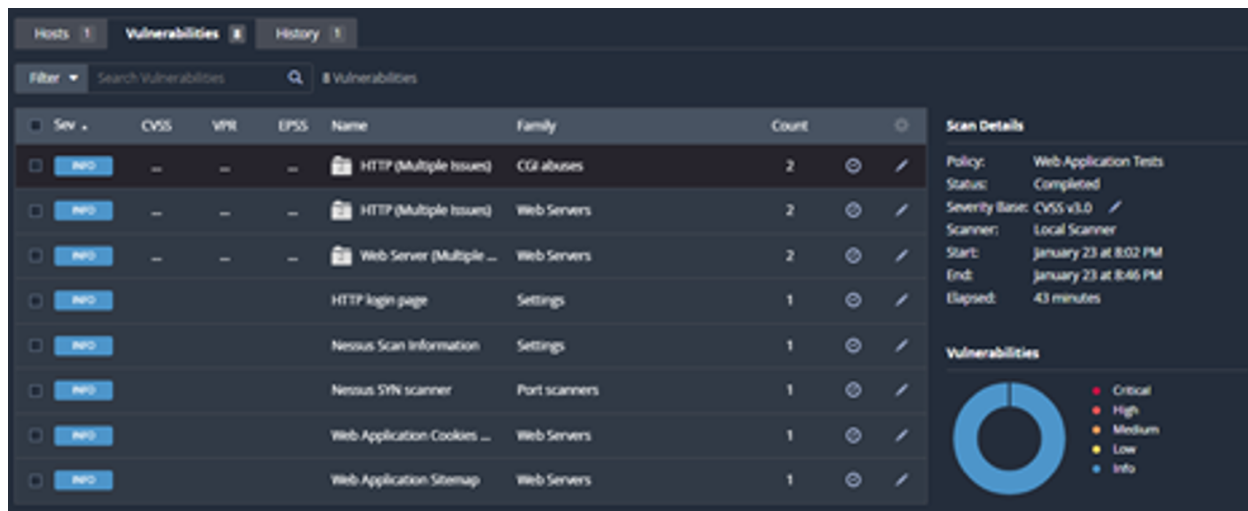 Hosts 1 Vulnerabilities 8 History 1
Filter Search Vulnerabilities 8 Vulnerabilities
Sev CVSS VPR EPSS Name Family Count
INFO ... ... ... HTTP (Multiple Issues) CGI abuses 2
INFO ... ... ... HTTP (Multiple Issues) Web Servers 2
INFO ... ... ... Web Server (Multiple ... Web Servers 2
INFO HTTP login page Settings 1
INFO Nessus Scan Information Settings 1
INFO Nessus SYN scanner Port scanners 1
INFO Web Application Cookies ... Web Servers 1
INFO Web Application Sitemap Web Servers 1
Scan Details
Policy: Web Application Tests
Status: Completed
Severity Base: CVSS v3.0
Scanner: Local Scanner
Start: January 23 at 8:02 PM
End: January 23 at 8:46 PM
Elapsed: 43 minutes
Vulnerabilities
Critical
High
Medium
Low
Info